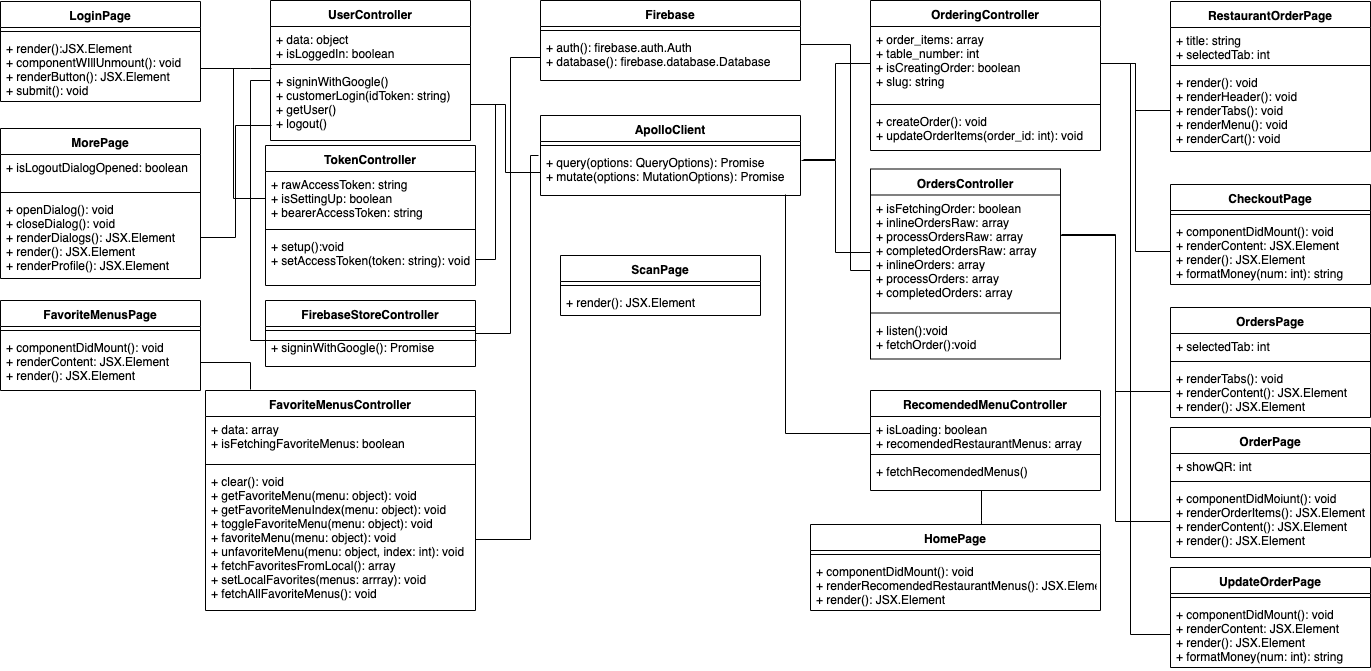 LoginPage
+ render():JSX.Element
+ componentWIllUnmount(): void
+ renderButton(): JSX.Element
+ submit(): void
MorePage
+ isLogoutDialogOpened: boolean
+ openDialog(): void
+ closeDialog(): void
+ renderDialogs(): JSX.Element
+ render(): JSX.Element
+ renderProfile(): JSX.Element
FavoriteMenusPage
+ componentDidMount(): void
+ renderContent: JSX.Element
+ render(): JSX.Element
UserController
+ data: object
+ isLoggedIn: boolean
+ signinWithGoogle()
+ customerLogin(idToken: string)
+ getUser()
+ logout()
TokenController
+ rawAccessToken: string
+ isSettingUp: boolean
+ bearerAccessToken: string
+ setup():void
+ setAccessToken(token: string): void
FirebaseStoreController
+ signinWithGoogle(): Promise
FavoriteMenusController
+ data: array
+ isFetchingFavoriteMenus: boolean
+ clear(): void
+ getFavoriteMenu(menu: object): void
+ getFavoriteMenuIndex(menu: object): void
+ toggleFavoriteMenu(menu: object): void
+ favoriteMenu(menu: object): void
+ unfavoriteMenu(menu: object, index: int): void
+ fetchFavoritesFromLocal(): array
+ setLocalFavorites(menus: arrray): void
+ fetchAllFavoriteMenus(): void
Firebase
+ auth(): firebase.auth.Auth
+ database(): firebase.database.Database
ApolloClient
+ query(options: QueryOptions): Promise
+ mutate(options: MutationOptions): Promise
ScanPage
+ render(): JSX.Element
OrderingController
+ order_items: array
+ table_number: int
+ isCreatingOrder: boolean
+ slug: string
+ createOrder(): void
+ updateOrderItems(order_id: int): void
OrdersController
+ isFetchingOrder: boolean
+ inlineOrdersRaw: array
+ processOrdersRaw: array
+ completedOrdersRaw: array
+ inlineOrders: array
+ processOrders: array
+ completedOrders: array
+ listen():void
+ fetchOrder():void
RecomendedMenuController
+ isLoading: boolean
+ recomendedRestaurantMenus: array
+ fetchRecomendedMenus()
HomePage
+ componentDidMount(): void
+ renderRecomendedRestaurantMenus(): JSX.Eleme
+ render(): JSX.Element
RestaurantOrderPage
+ title: string
+ selectedTab: int
+ render(): void
+ renderHeader(): void
+ renderTabs(): void
+ renderMenu(): void
+ renderCart(): void
CheckoutPage
+ componentDidMount(): void
+ renderContent: JSX.Element
+ render(): JSX.Element
+ formatMoney(num: int): string
OrdersPage
+ selectedTab: int
+ renderTabs(): void
+ renderContent(): JSX.Element
+ render(): JSX.Element
OrderPage
+ showQR: int
+ componentDidMoiunt(): void
+ renderOrderItems(): JSX.Element
+ renderContent(): JSX.Element
+ render(): JSX.Element
UpdateOrderPage
+ componentDidMount(): void
+ renderContent: JSX.Element
+ render(): JSX.Element
+ formatMoney(num: int): string